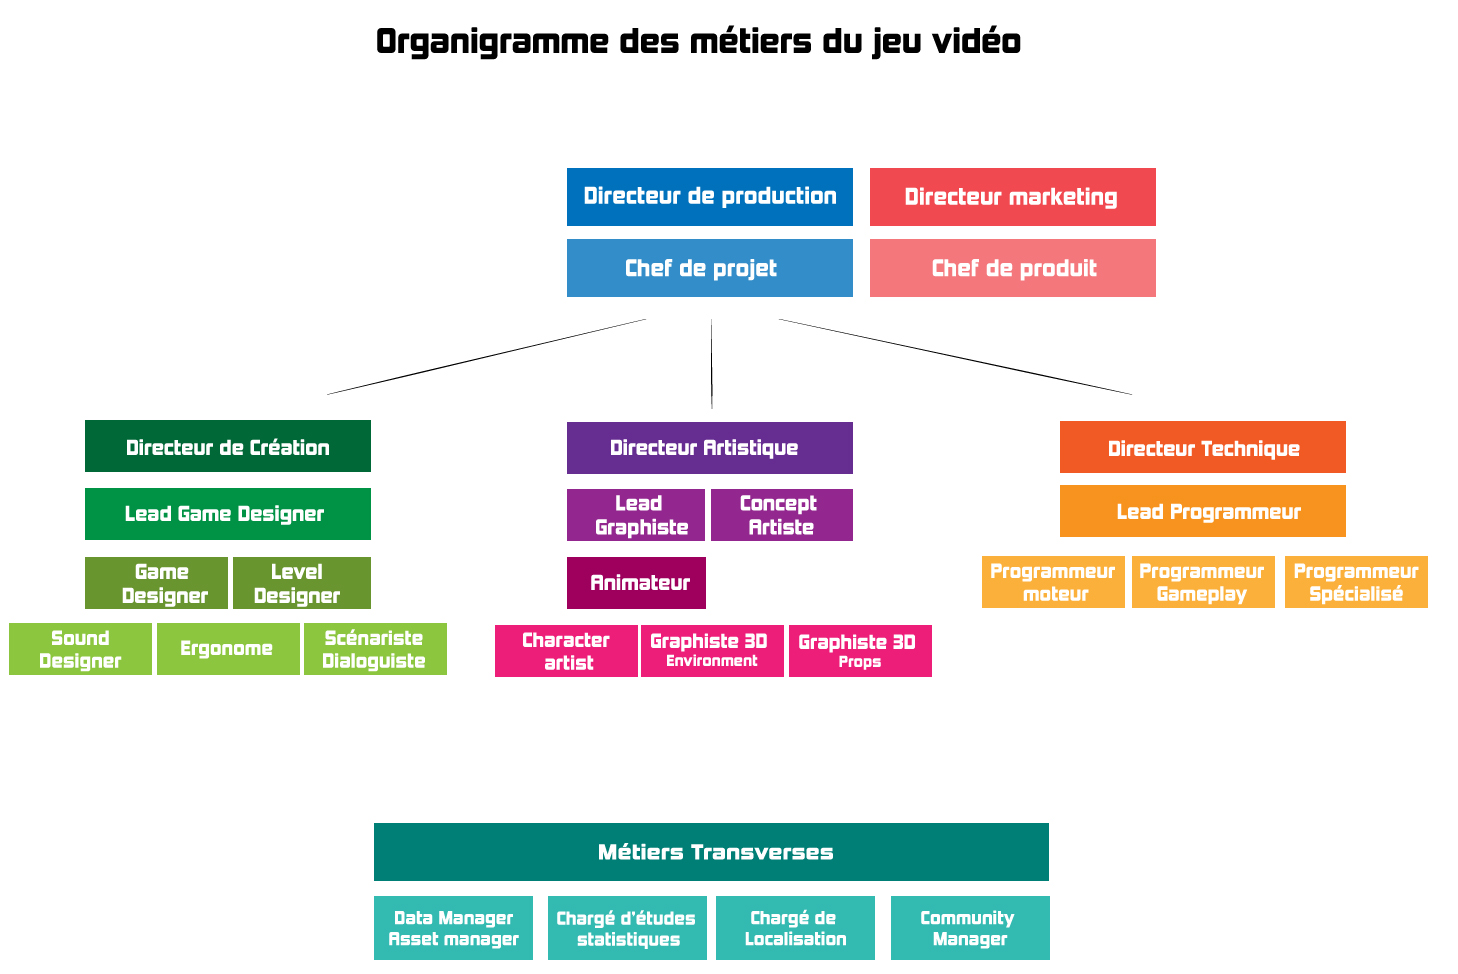 Organigramme des métiers du jeu vidéo
Directeur de production
Directeur marketing
Chef de projet
Chef de produit
Directeur de Création
Lead Game Designer
Game
Designer
Level
Designer
Sound
Designer
Ergonome
Scénariste
Dialoguiste
Directeur Artistique
Lead
Graphiste
Concept
Artiste
Animateur
Character
artist
Graphiste 3D
Environment
Graphiste 3D
Props
Directeur Technique
Lead Programmeur
Programmeur
moteur
Programmeur
Gameplay
Programmeur
Spécialisé
Métiers Transverses
Data Manager
Asset manager
Chargé d'études
statistiques
Chargé de
Localisation
Community
Manager